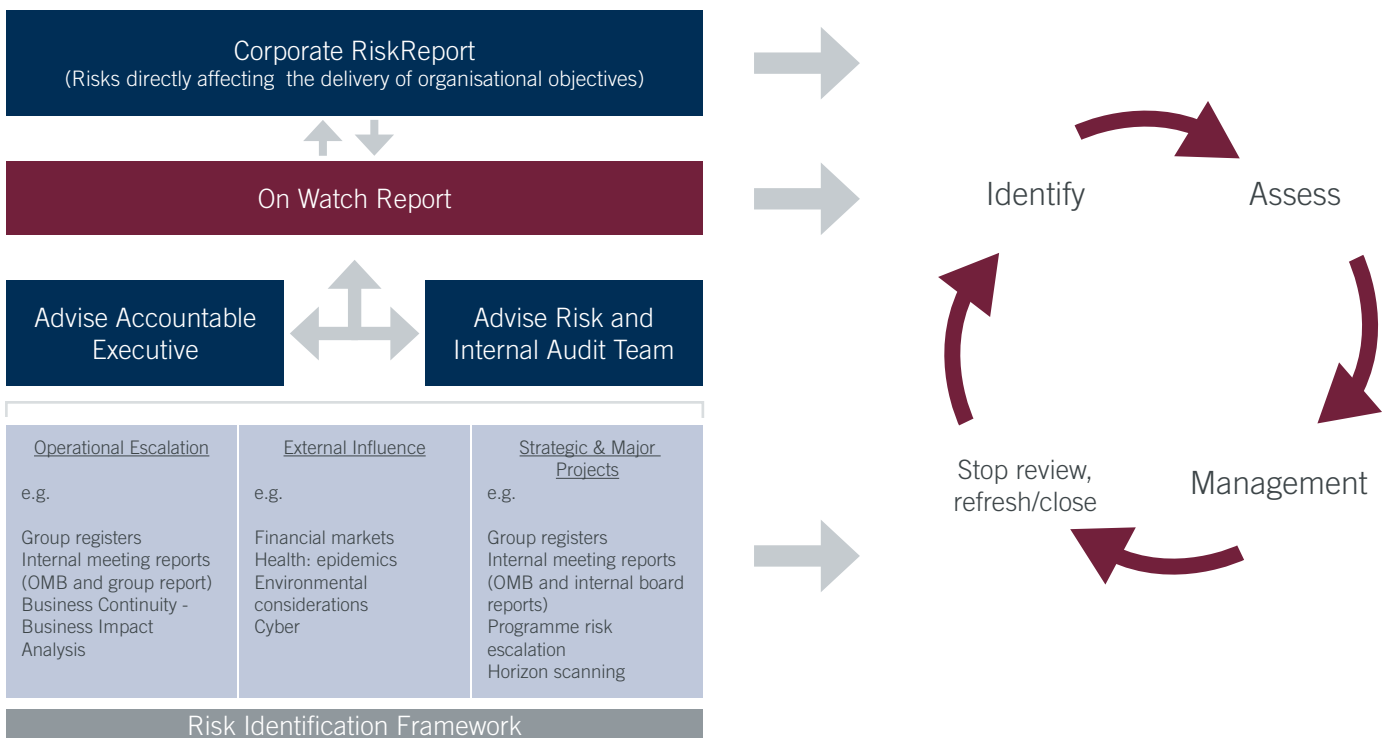 Corporate RiskReport
(Risks directly affecting the delivery of organisational objectives)
On Watch Report
Advise Accountable
Executive
Advise Risk and
Internal Audit Team
Operational Escalation
e.g.
Group registers
Internal meeting reports
(OMB and group report)
Business Continuity -
Business Impact
Analysis
External Influence
e.g.
Financial markets
Health: epidemics
Environmental
considerations
Cyber
Strategic & Major
Projects
e.g.
Group registers
Internal meeting reports
(OMB and internal board
reports)
Programme risk
escalation
Horizon scanning
Risk Identification Framework
Identify
Assess
Management
Stop review,
refresh/close